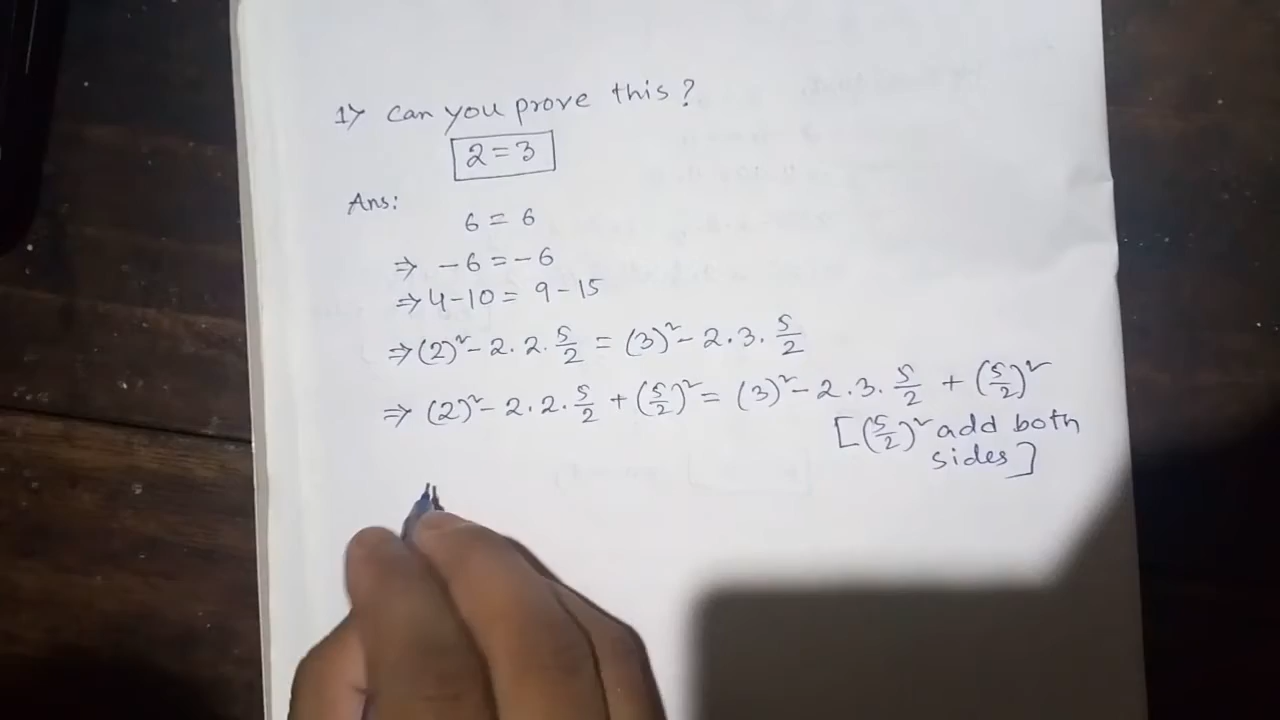 1) Can you prove this?
2 = 3
Ans:
6 = 6
⇒ -6 = -6
⇒ 4-10 = 9-15
⇒ (2)² - 2.2.5/2 = (3)² - 2.3.5/2
⇒ (2)² - 2.2.5/2 + (5/2)² = (3)² - 2.3.5/2 + (5/2)²
[(5/2)² add both
sides]